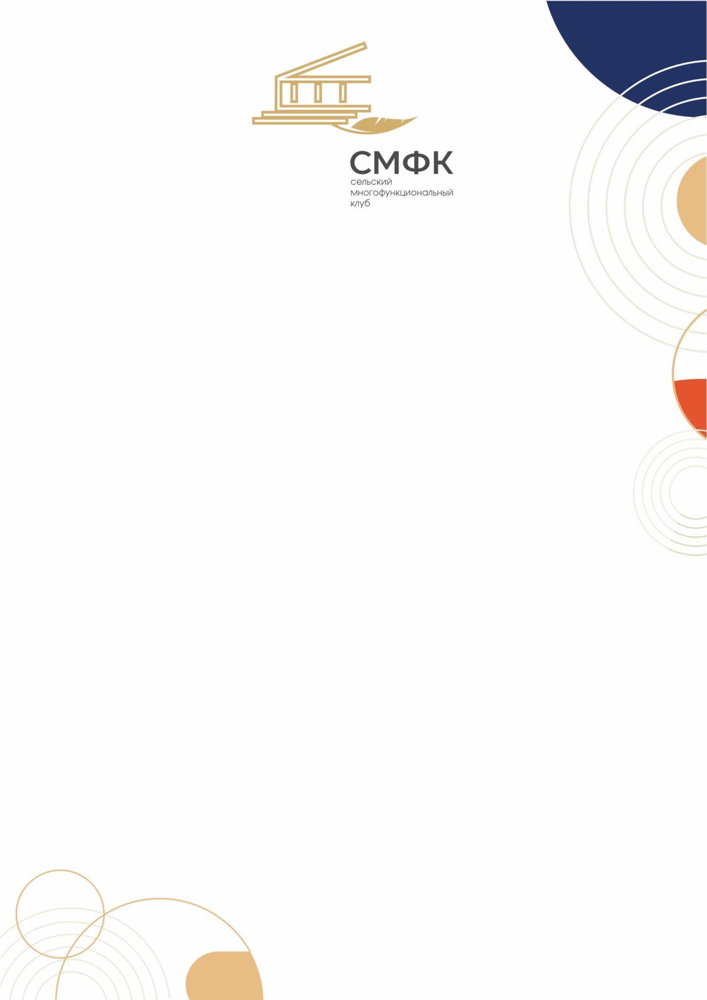 СМФК
сельский
многофункциональный
клуб